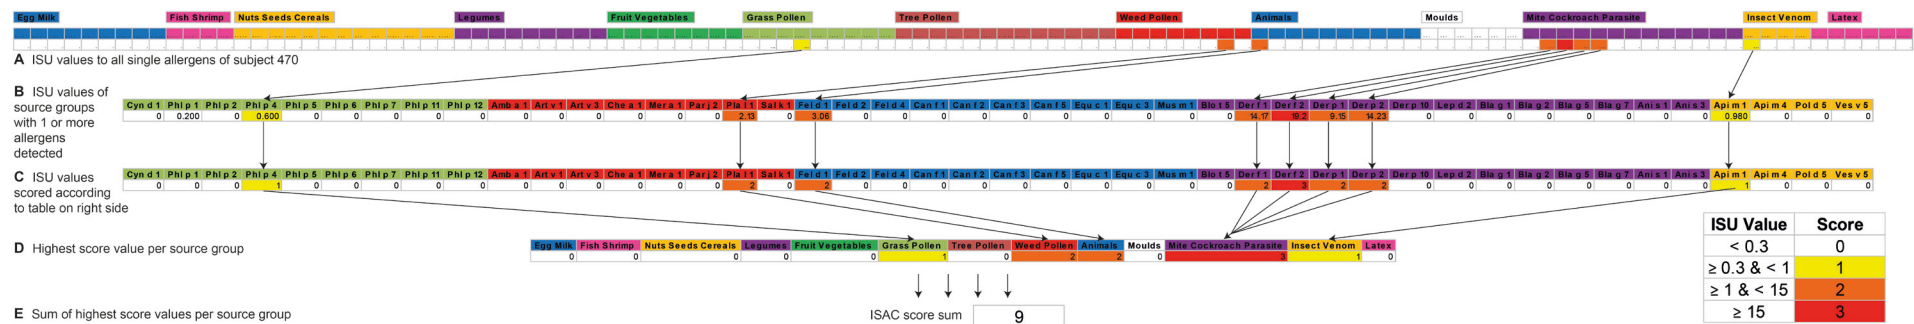 Egg Milk Fish Shrimp Nuts Seeds Cereals Legumes Fruit Vegetables Grass Pollen Tree Pollen Weed Pollen Animals Moulds Mite Cockroach Parasite Insect Venom Latex
A ISU values to all single allergens of subject 470
B ISU values of
source groups
with 1 or more
allergens
detected
Cyn d 1 Phl p 1 Phl p 2 Phl p 4 Phl p 5 Phl p 6 Phl p 7 Phl p 11 Phl p 12 Amb a 1 Art v 1 Art v 3 Che a 1 Mer a 1 Par j 2 Pla l 1 Sal k 1 Fel d 1 Fel d 2 Fel d 4 Can f 1 Can f 2 Can f 3 Can f 5 Equ c 1 Equ c 3 Mus m 1 Blo t 5 Der f 1 Der f 2 Der p 1 Der p 2 Der p 10 Lep d 2 Bla g 1 Bla g 2 Bla g 5 Bla g 7 Ani s 1 Ani s 3 Api m 1 Api m 4 Pol d 5 Ves v 5
0 0.200 0 0.600 0 0 0 0 0 0 0 0 0 0 0 2.13 0 3.06 0 0 0 0 0 0 0 0 0 0 14.17 19.2 9.15 14.23 0 0 0 0 0 0 0 0 0.980 0 0 0
C ISU values
scored according
to table on right side
Cyn d 1 Phl p 1 Phl p 2 Phl p 4 Phl p 5 Phl p 6 Phl p 7 Phl p 11 Phl p 12 Amb a 1 Art v 1 Art v 3 Che a 1 Mer a 1 Par j 2 Pla l 1 Sal k 1 Fel d 1 Fel d 2 Fel d 4 Can f 1 Can f 2 Can f 3 Can f 5 Equ c 1 Equ c 3 Mus m 1 Blo t 5 Der f 1 Der f 2 Der p 1 Der p 2 Der p 10 Lep d 2 Bla g 1 Bla g 2 Bla g 5 Bla g 7 Ani s 1 Ani s 3 Api m 1 Api m 4 Pol d 5 Ves v 5
0 0 0 1 0 0 0 0 0 0 0 0 0 0 0 2 0 2 0 0 0 0 0 0 0 0 0 0 2 3 2 2 0 0 0 0 0 0 0 0 1 0 0 0
D Highest score value per source group
Egg Milk Fish Shrimp Nuts Seeds Cereals Legumes Fruit Vegetables Grass Pollen Tree Pollen Weed Pollen Animals Moulds Mite Cockroach Parasite Insect Venom Latex
0 0 0 0 0 1 0 2 2 0 3 1 0
E Sum of highest score values per source group
ISAC score sum 9
ISU Value Score
< 0.3 0
≥ 0.3 & < 1 1
≥ 1 & < 15 2
≥ 15 3